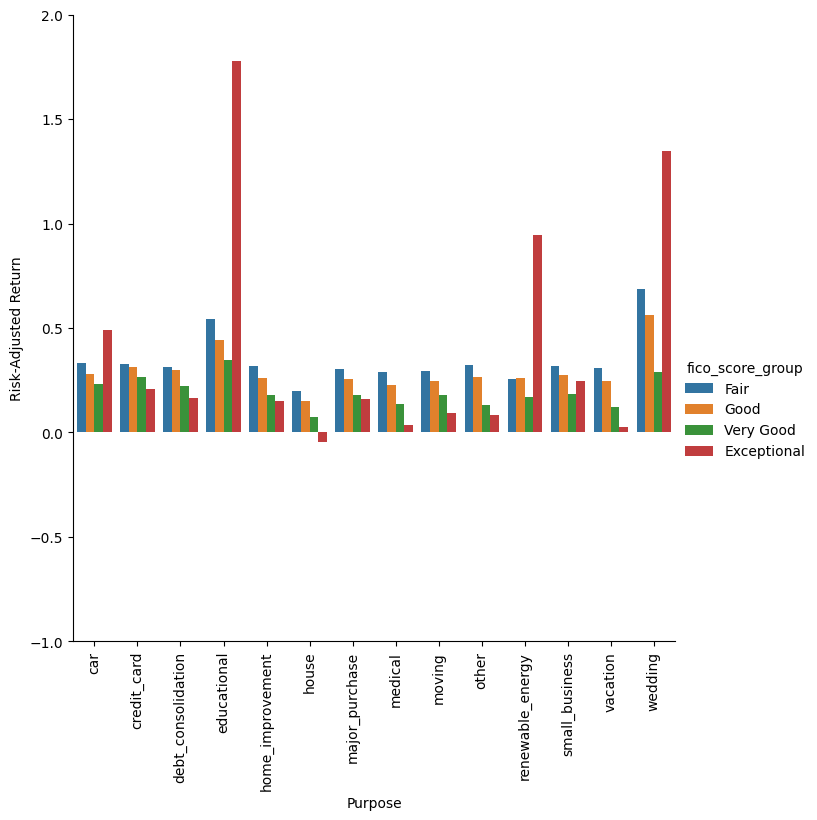 2.0
1.5
1.0
0.5
0.0
−0.5
−1.0
Risk-Adjusted Return
car
credit_card
debt_consolidation
educational
home_improvement
house
major_purchase
medical
moving
other
renewable_energy
small_business
vacation
wedding
Purpose
fico_score_group
Fair
Good
Very Good
Exceptional